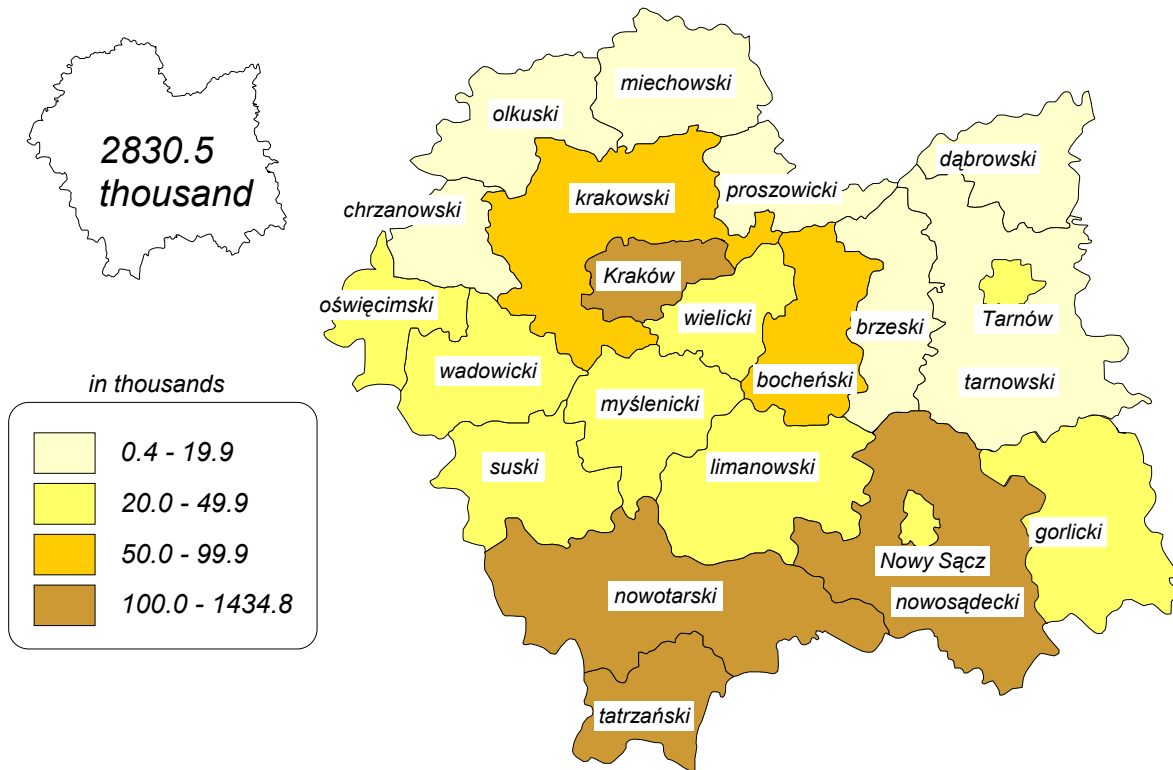 2830.5
thousand
miechowski
olkuski
dąbrowski
krakowski
proszowicki
chrzanowski
Kraków
oświęcimski
wielicki
brzeski
Tarnów
wadowicki
bocheński
tarnowski
myślenicki
suski
limanowski
gorlicki
Nowy Sącz
nowotarski
nowosądecki
tatrzański
in thousands
0.4 - 19.9
20.0 - 49.9
50.0 - 99.9
100.0 - 1434.8